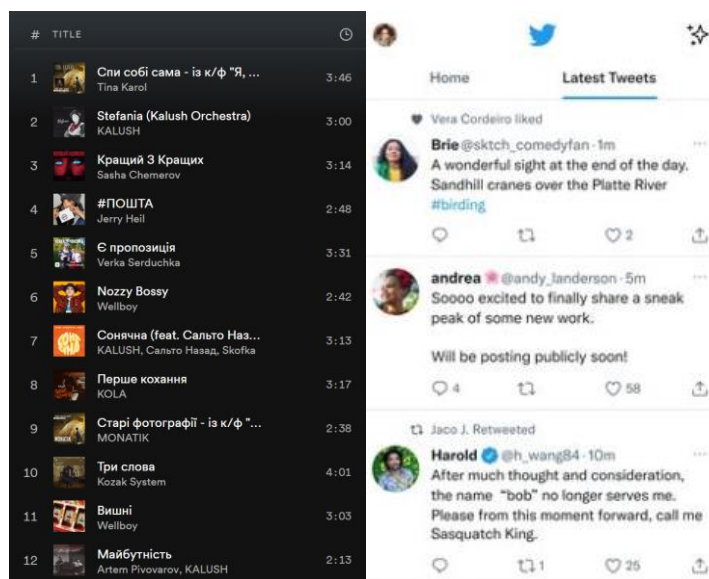 # TITLE
1 Спи собі сама - із к/ф "Я, ...
Tina Karol
3:46
2 Stefania (Kalush Orchestra)
KALUSH
3:00
3 Кращий З Кращих
Sasha Chemerov
3:14
4 #ПОШТА
Jerry Heil
2:48
5 Є пропозиція
Verka Serduchka
3:31
6 Nozzy Bossy
Wellboy
2:42
7 Сонячна (feat. Сальто Наз...
KALUSH, Сальто Назад, Skofka
3:13
8 Перше кохання
KOLA
3:17
9 Старі фотографії - із к/ф "...
MONATIK
2:38
10 Три слова
Kozak System
4:01
11 Вишні
Wellboy
3:03
12 Майбутність
Artem Pivovarov, KALUSH
2:13
Home Latest Tweets
Vera Cordeiro liked
Brie @sktch_comedyfan · 1m
A wonderful sight at the end of the day.
Sandhill cranes over the Platte River
#birding
2
andrea @andy_landerson · 5m
Soooo excited to finally share a sneak
peak of some new work.
Will be posting publicly soon!
4 58
Jaco J. Retweeted
Harold @h_wang84 · 10m
After much thought and consideration,
the name “bob” no longer serves me.
Please from this moment forward, call me
Sasquatch King.
1 25